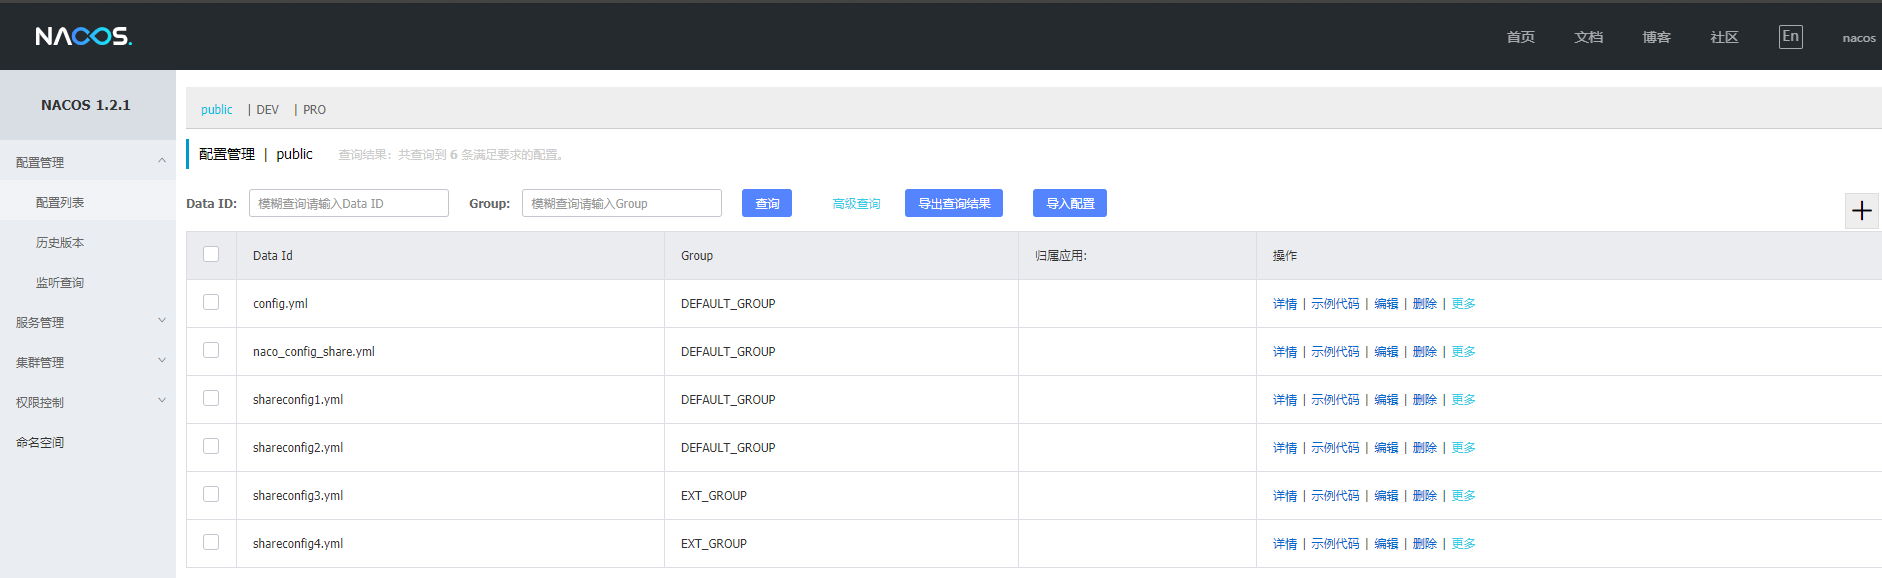 NACOS.
首页 文档 博客 社区 En nacos
NACOS 1.2.1
配置管理
配置列表
历史版本
监听查询
服务管理
集群管理
权限控制
命名空间
public | DEV | PRO
配置管理 | public 查询结果：共查询到 6 条满足要求的配置。
Data ID: 模糊查询请输入Data ID Group: 模糊查询请输入Group 查询 高级查询 导出查询结果 导入配置
Data Id Group 归属应用: 操作
config.yml DEFAULT_GROUP 详情 | 示例代码 | 编辑 | 删除 | 更多
naco_config_share.yml DEFAULT_GROUP 详情 | 示例代码 | 编辑 | 删除 | 更多
shareconfig1.yml DEFAULT_GROUP 详情 | 示例代码 | 编辑 | 删除 | 更多
shareconfig2.yml DEFAULT_GROUP 详情 | 示例代码 | 编辑 | 删除 | 更多
shareconfig3.yml EXT_GROUP 详情 | 示例代码 | 编辑 | 删除 | 更多
shareconfig4.yml EXT_GROUP 详情 | 示例代码 | 编辑 | 删除 | 更多